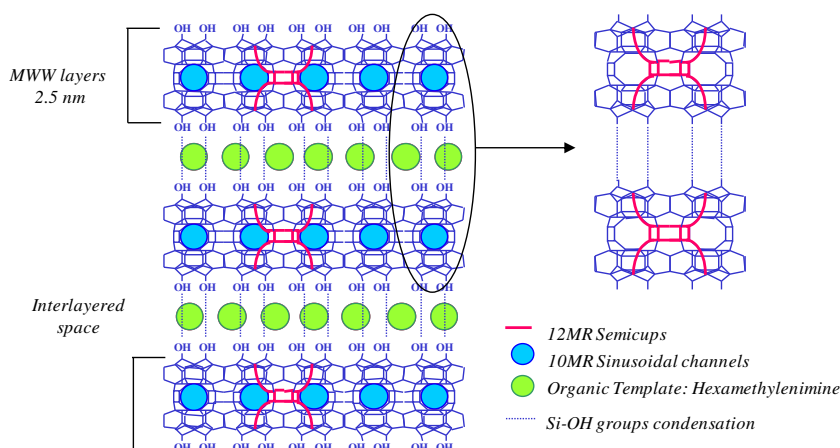 OH OH OH OH OH OH OH OH OH OH
MWW layers
2.5 nm
OH OH OH OH OH OH OH OH OH OH
OH OH OH OH OH OH OH OH OH OH
OH OH OH OH OH OH OH OH OH OH
Interlayered
space
OH OH OH OH OH OH OH OH OH OH
OH OH OH OH OH OH OH OH OH OH
12MR Semicups
10MR Sinusoidal channels
Organic Template: Hexamethylenimine
Si-OH groups condensation